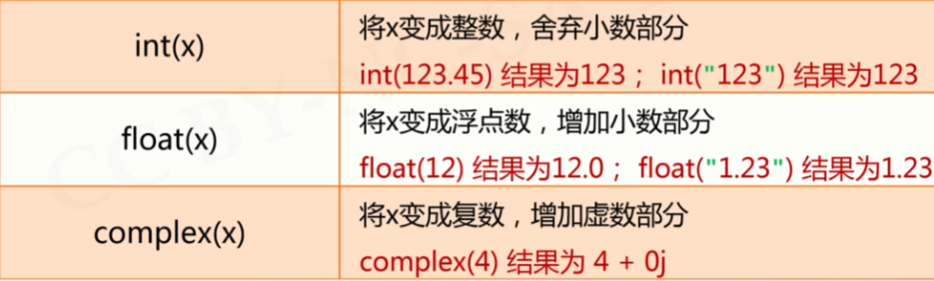 int(x)
将x变成整数，舍弃小数部分
int(123.45) 结果为123； int("123") 结果为123
float(x)
将x变成浮点数，增加小数部分
float(12) 结果为12.0； float("1.23") 结果为1.23
complex(x)
将x变成复数，增加虚数部分
complex(4) 结果为 4 + 0j
CC BY-N